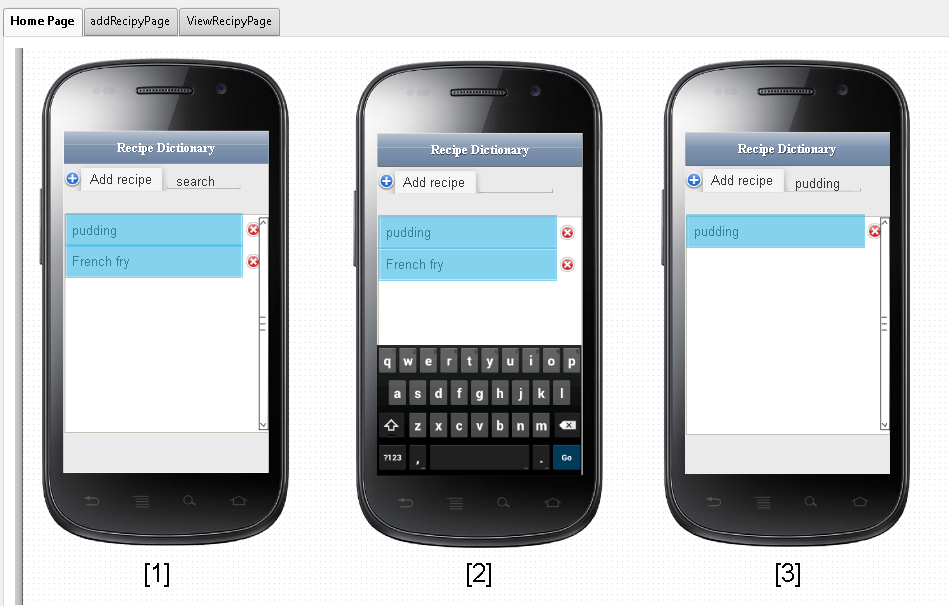 Home Page addRecipyPage ViewRecipyPage
Recipe Dictionary
Add recipe search
pudding
French fry
[1]
Recipe Dictionary
Add recipe
pudding
French fry
q w e r t y u i o p
a s d f g h j k l
z x c v b n m
?123 , . Go
[2]
Recipe Dictionary
Add recipe pudding
pudding
[3]